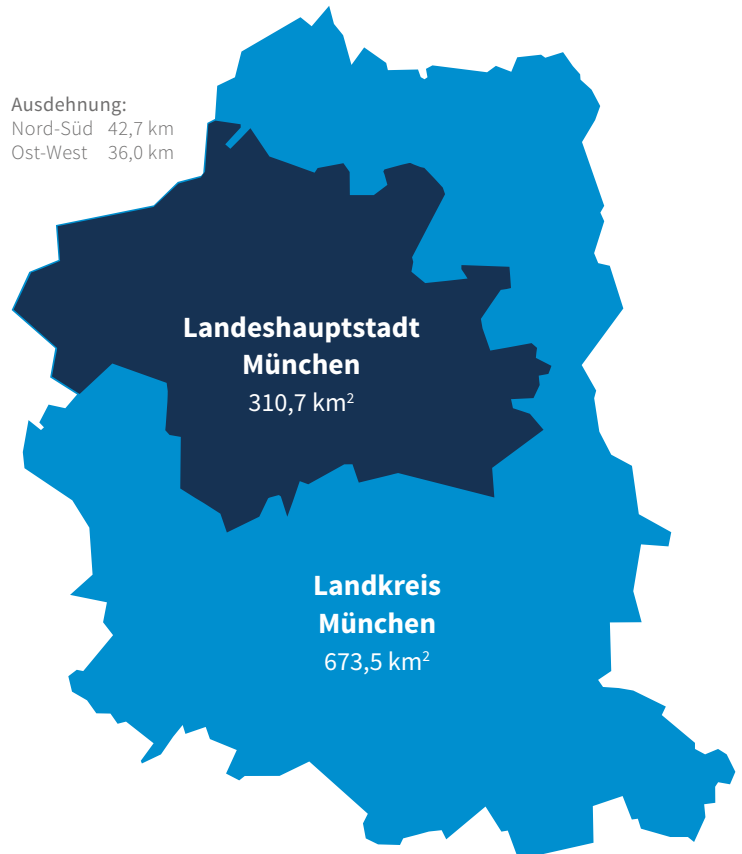 Ausdehnung:
Nord-Süd 42,7 km
Ost-West 36,0 km
Landeshauptstadt
München
310,7 km²
Landkreis
München
673,5 km²